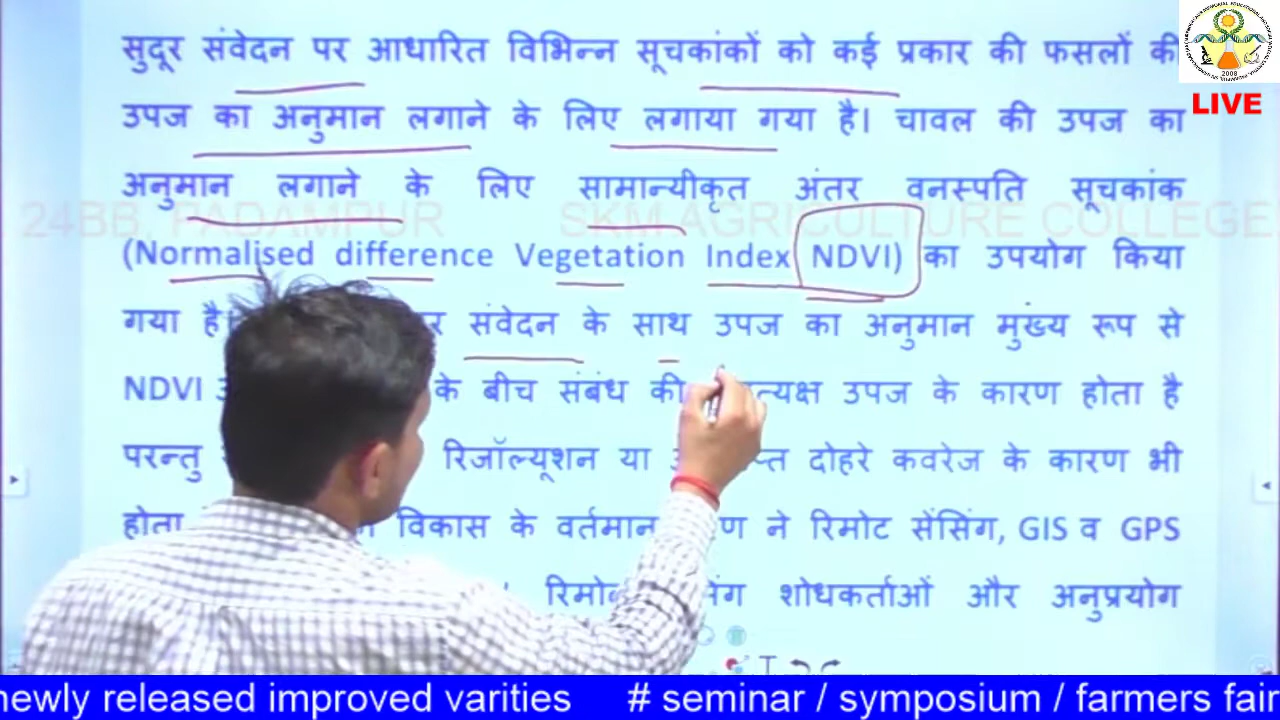 सुदूर संवेदन पर आधारित विभिन्न सूचकांकों को कई प्रकार की फसलों की
उपज का अनुमान लगाने के लिए लगाया गया है। चावल की उपज का
अनुमान लगाने के लिए सामान्यीकृत अंतर वनस्पति सूचकांक
24BB, PADAMPUR SKM AGRICULTURE COLLEGE
(Normalised difference Vegetation Index NDVI) का उपयोग किया
गया है। संवेदन के साथ उपज का अनुमान मुख्य रूप से
NDVI के बीच संबंध की उपज के कारण होता है
परन्तु रिजॉल्यूशन या दोहरे कवरेज के कारण भी
होता विकास के वर्तमान ने रिमोट सेंसिंग, GIS व GPS
शोधकर्ताओं और अनुप्रयोग
2008
LIVE
newly released improved varities # seminar / symposium / farmers fair